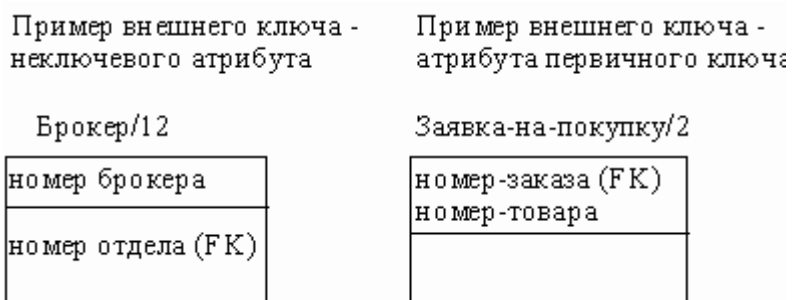 Пример внешнего ключа -
неключевого атрибута
Пример внешнего ключа -
атрибута первичного ключа
Брокер/12
номер брокера
номер отдела (FK)
Заявка-на-покупку/2
номер-заказа (FK)
номер-товара